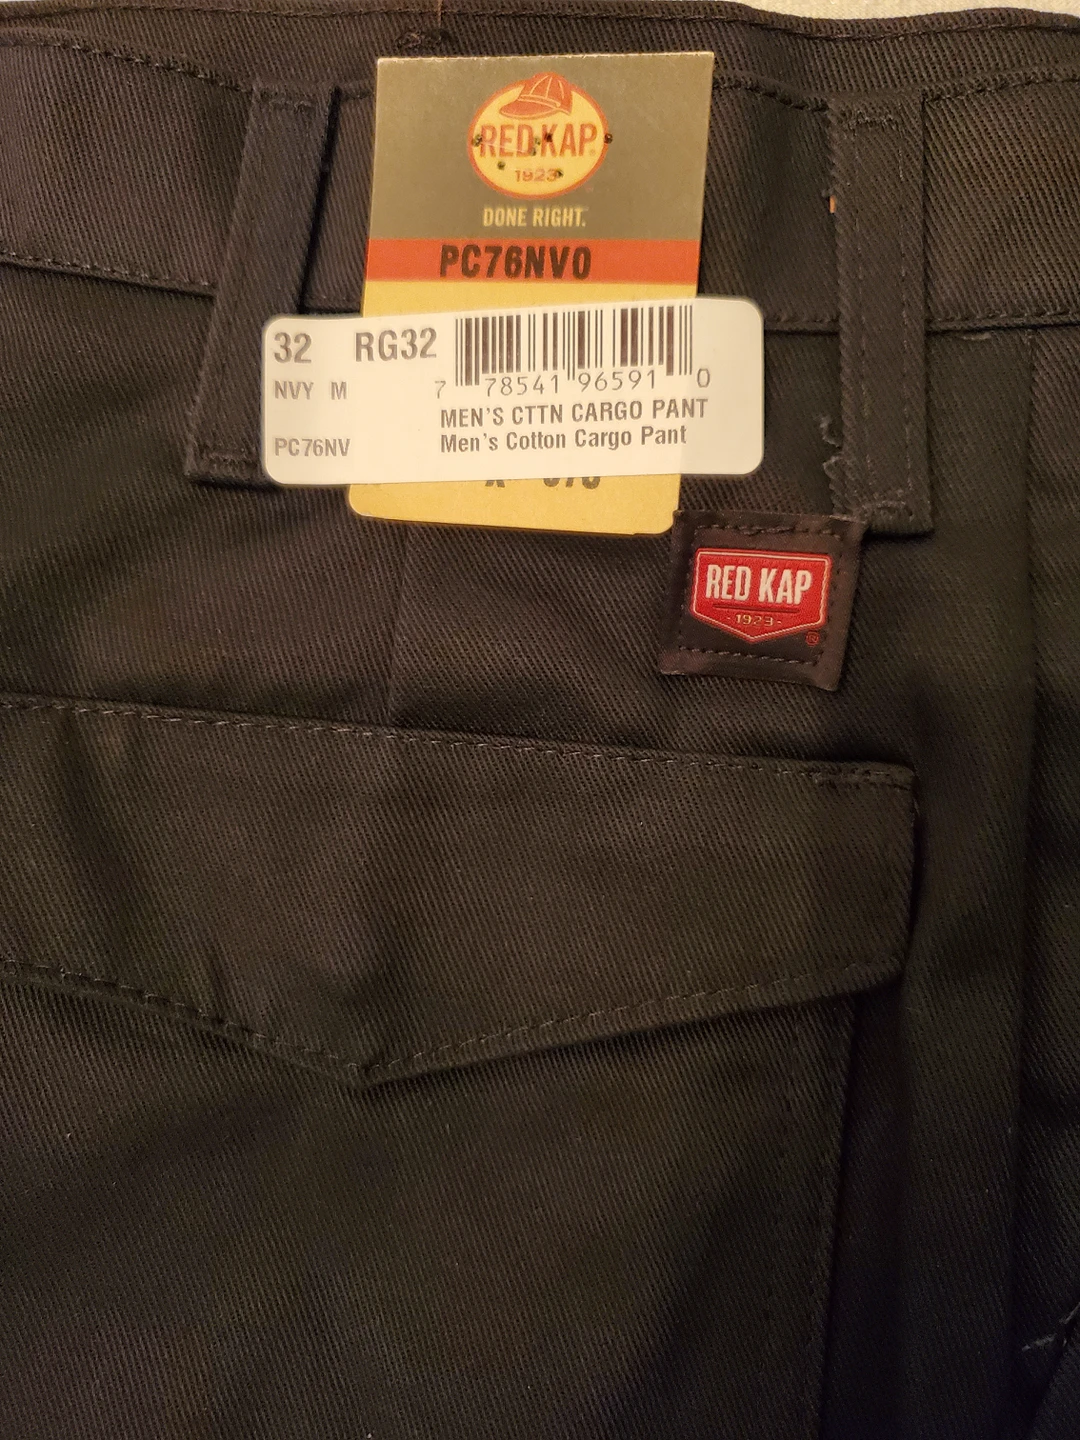 RED KAP®
1923
DONE RIGHT.
PC76NV0
32 RG32
NVY M
PC76NV
7 78541 96591 0
MEN'S CTTN CARGO PANT
Men's Cotton Cargo Pant
RED KAP
-1923-
®